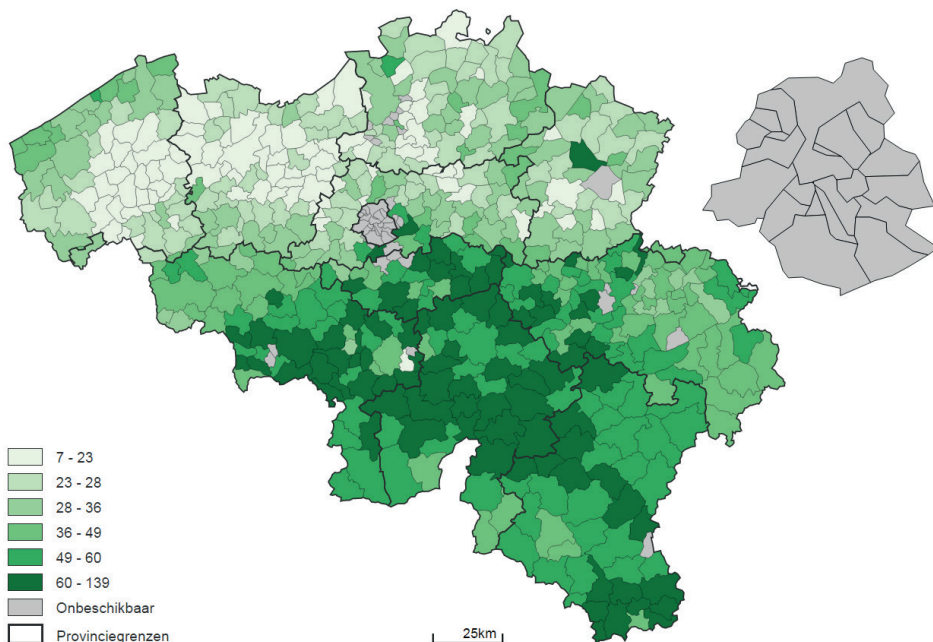 7 - 23
23 - 28
28 - 36
36 - 49
49 - 60
60 - 139
Onbeschikbaar
Provinciegrenzen
25km